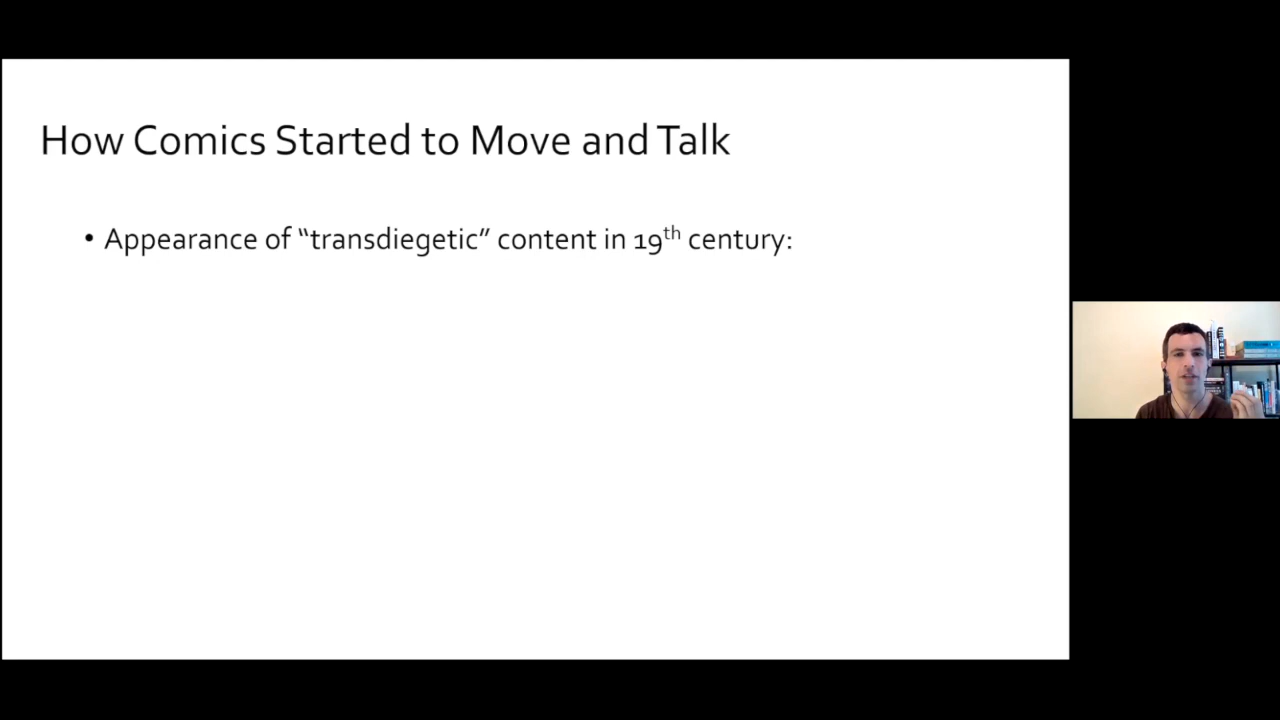 How Comics Started to Move and Talk
• Appearance of “transdiegetic” content in 19th century: